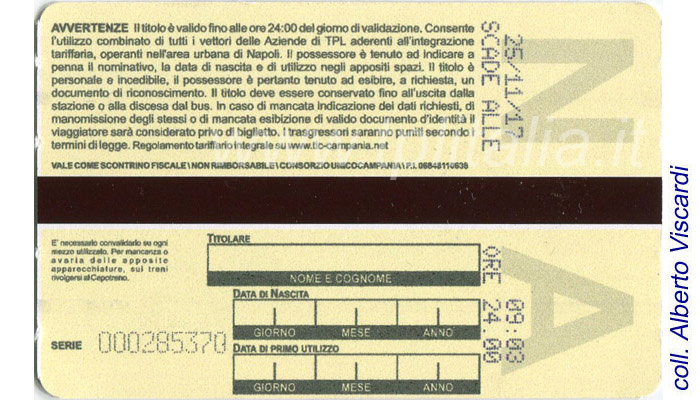 AVVERTENZE Il titolo è valido fino alle ore 24:00 del giorno di validazione. Consente
l'utilizzo combinato di tutti i vettori delle Aziende di TPL aderenti all'integrazione
tariffaria, operanti nell'area urbana di Napoli. Il possessore è tenuto ad indicare a
penna il nominativo, la data di nascita e di utilizzo negli appositi spazi. Il titolo è
personale e incedibile, il possessore è pertanto tenuto ad esibire, a richiesta, un
documento di riconoscimento. Il titolo deve essere conservato fino all'uscita dalla
stazione o alla discesa dal bus. In caso di mancata indicazione dei dati richiesti, di
manomissione degli stessi o di mancata esibizione di valido documento d'identità il
viaggiatore sarà considerato privo di biglietto. I trasgressori saranno puniti secondo i
termini di legge. Regolamento tariffario integrale su www.tic-campania.net
VALE COME SCONTRINO FISCALE \ NON RIMBORSABILE \ CONSORZIO UNICOCAMPANIA \ P.I.
25/11/17
SCADE ALLE
NA
E' necessario convalidarlo su ogni
mezzo utilizzato. Per mancanza o
avaria delle apposite
apparecchiature, sui treni
rivolgersi al Capotreno.
SERIE 000285370
TITOLARE
NOME E COGNOME
DATA DI NASCITA
GIORNO MESE ANNO
DATA DI PRIMO UTILIZZO
GIORNO MESE ANNO
09:03
ORE 24:00
coll. Alberto Viscardi